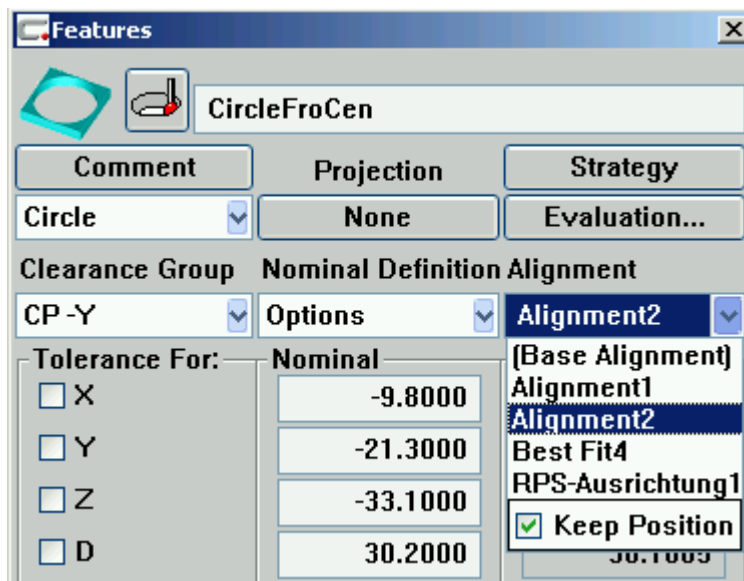 Features
CircleFroCen
Comment Projection Strategy
Circle None Evaluation...
Clearance Group Nominal Definition Alignment
CP -Y Options Alignment2
Tolerance For: Nominal (Base Alignment)
X -9.8000 Alignment1
Alignment2
Y -21.3000 Best Fit4
RPS-Ausrichtung1
Z -33.1000
Keep Position
D 30.2000